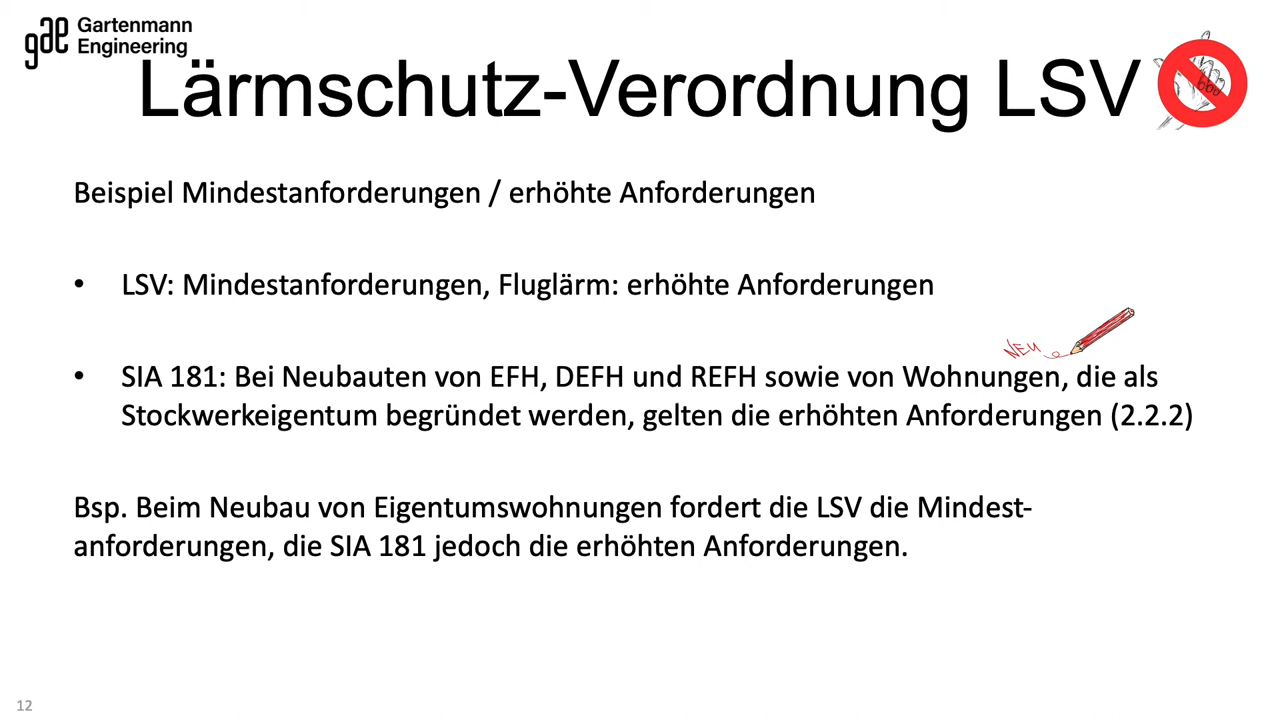 gae Gartenmann
Engineering
Lärmschutz-Verordnung LSV
Beispiel Mindestanforderungen / erhöhte Anforderungen
• LSV: Mindestanforderungen, Fluglärm: erhöhte Anforderungen
NEU
• SIA 181: Bei Neubauten von EFH, DEFH und REFH sowie von Wohnungen, die als
Stockwerkeigentum begründet werden, gelten die erhöhten Anforderungen (2.2.2)
Bsp. Beim Neubau von Eigentumswohnungen fordert die LSV die Mindest-
anforderungen, die SIA 181 jedoch die erhöhten Anforderungen.
12